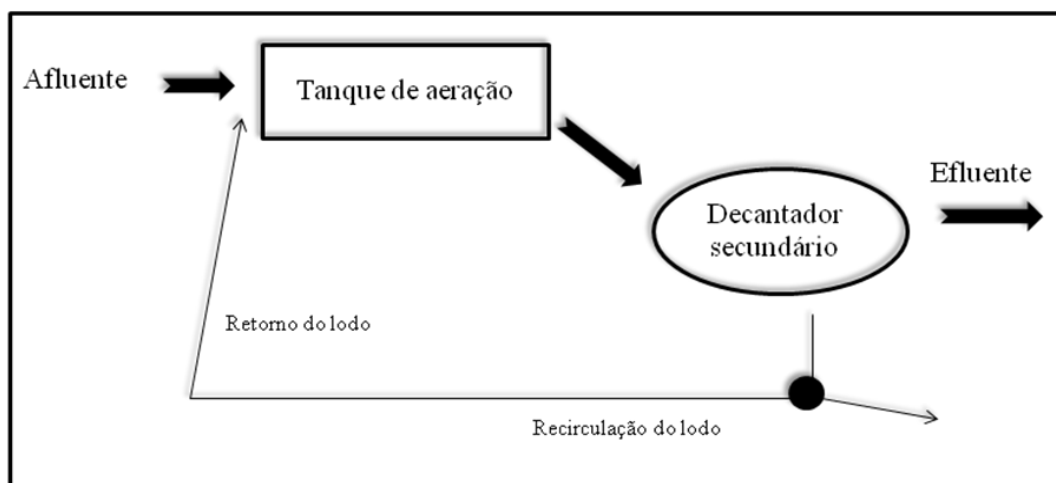 Afluente
Tanque de aeração
Efluente
Decantador
secundário
Retorno do lodo
Recirculação do lodo